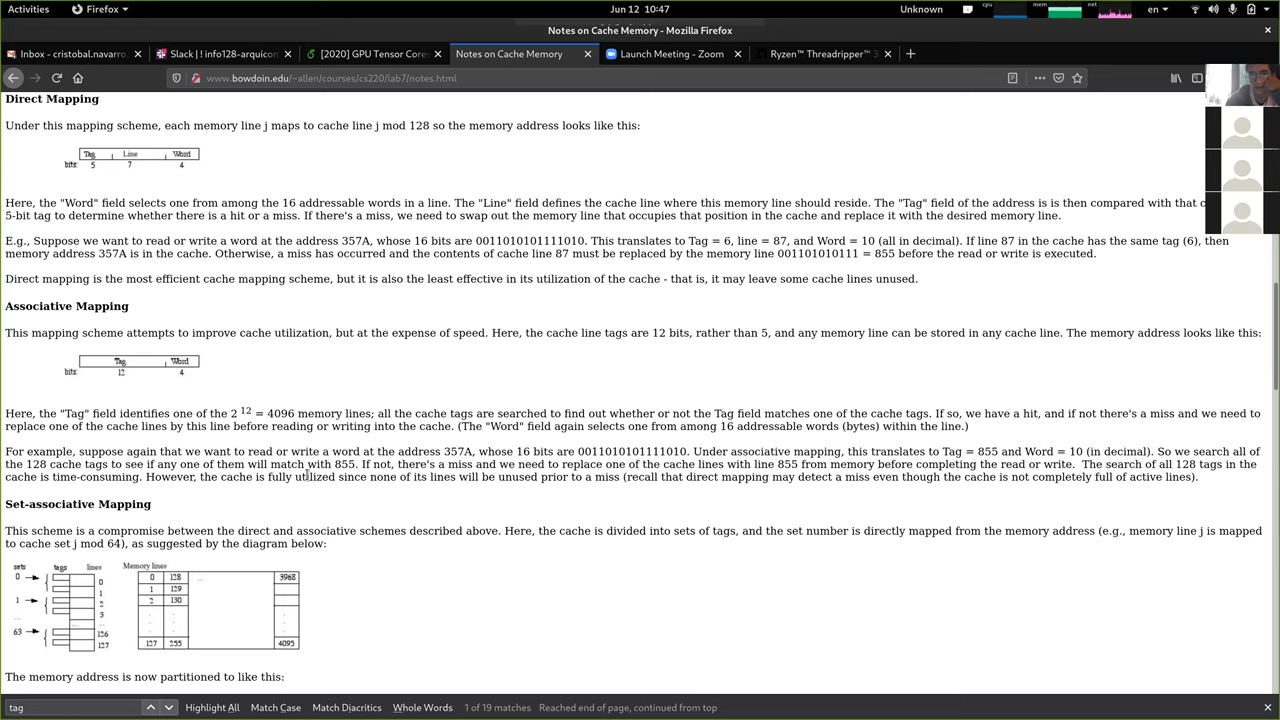 Activities Firefox Jun 12 10:47 Unknown cpu mem net en
Notes on Cache Memory - Mozilla Firefox
Inbox - cristobal.navarro Slack | ! info128-arquicom [2020] GPU Tensor Cores Notes on Cache Memory Launch Meeting - Zoom Ryzen™ Threadripper™ 3
www.bowdoin.edu/~allen/courses/cs220/lab7/notes.html
Direct Mapping
Under this mapping scheme, each memory line j maps to cache line j mod 128 so the memory address looks like this:
Tag Line Word
bits: 5 7 4
Here, the "Word" field selects one from among the 16 addressable words in a line. The "Line" field defines the cache line where this memory line should reside. The "Tag" field of the address is is then compared with that
5-bit tag to determine whether there is a hit or a miss. If there's a miss, we need to swap out the memory line that occupies that position in the cache and replace it with the desired memory line.
E.g., Suppose we want to read or write a word at the address 357A, whose 16 bits are 0011010101111010. This translates to Tag = 6, line = 87, and Word = 10 (all in decimal). If line 87 in the cache has the same tag (6), then
memory address 357A is in the cache. Otherwise, a miss has occurred and the contents of cache line 87 must be replaced by the memory line 001101010111 = 855 before the read or write is executed.
Direct mapping is the most efficient cache mapping scheme, but it is also the least effective in its utilization of the cache - that is, it may leave some cache lines unused.
Associative Mapping
This mapping scheme attempts to improve cache utilization, but at the expense of speed. Here, the cache line tags are 12 bits, rather than 5, and any memory line can be stored in any cache line. The memory address looks like this:
Tag Word
bits: 12 4
Here, the "Tag" field identifies one of the 2 12 = 4096 memory lines; all the cache tags are searched to find out whether or not the Tag field matches one of the cache tags. If so, we have a hit, and if not there's a miss and we need to
replace one of the cache lines by this line before reading or writing into the cache. (The "Word" field again selects one from among 16 addressable words (bytes) within the line.)
For example, suppose again that we want to read or write a word at the address 357A, whose 16 bits are 0011010101111010. Under associative mapping, this translates to Tag = 855 and Word = 10 (in decimal). So we search all of
the 128 cache tags to see if any one of them will match with 855. If not, there's a miss and we need to replace one of the cache lines with line 855 from memory before completing the read or write. The search of all 128 tags in the
cache is time-consuming. However, the cache is fully utilized since none of its lines will be unused prior to a miss (recall that direct mapping may detect a miss even though the cache is not completely full of active lines).
Set-associative Mapping
This scheme is a compromise between the direct and associative schemes described above. Here, the cache is divided into sets of tags, and the set number is directly mapped from the memory address (e.g., memory line j is mapped
to cache set j mod 64), as suggested by the diagram below:
sets tags lines Memory lines
0 0 0 128 ... 3968
1 1 129
1 2 2 130
3
... ...
63 126
127 127 255 4095
The memory address is now partitioned to like this:
tag Highlight All Match Case Match Diacritics Whole Words 1 of 19 matches Reached end of page, continued from top